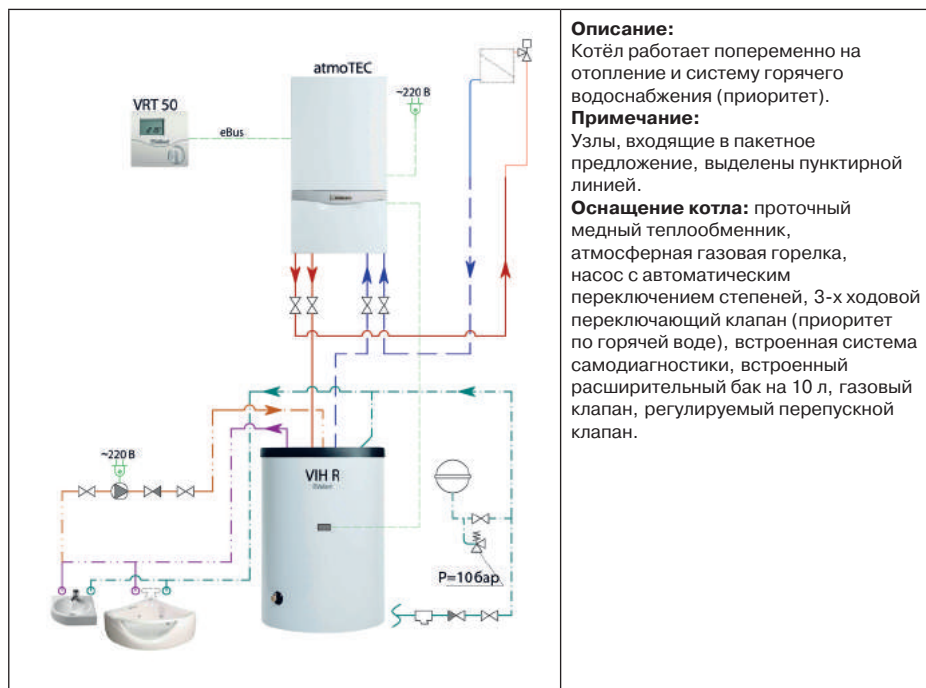 atmoTEC
VRT 50
~220 В
eBus
~220 В
VIH R
Vaillant
P=10 бар
Описание:
Котёл работает попеременно на
отопление и систему горячего
водоснабжения (приоритет).
Примечание:
Узлы, входящие в пакетное
предложение, выделены пунктирной
линией.
Оснащение котла: проточный
медный теплообменник,
атмосферная газовая горелка,
насос с автоматическим
переключением степеней, 3-х ходовой
переключающий клапан (приоритет
по горячей воде), встроенная система
самодиагностики, встроенный
расширительный бак на 10 л, газовый
клапан, регулируемый перепускной
клапан.